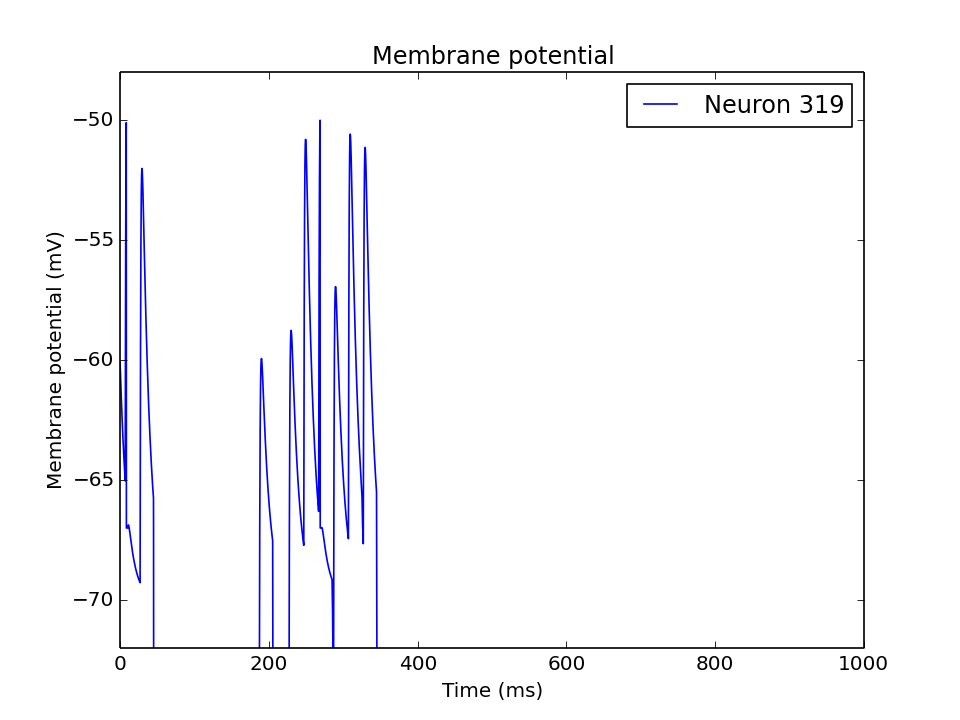 Membrane potential
Neuron 319
Membrane potential (mV)
−50
−55
−60
−65
−70
0 200 400 600 800 1000
Time (ms)